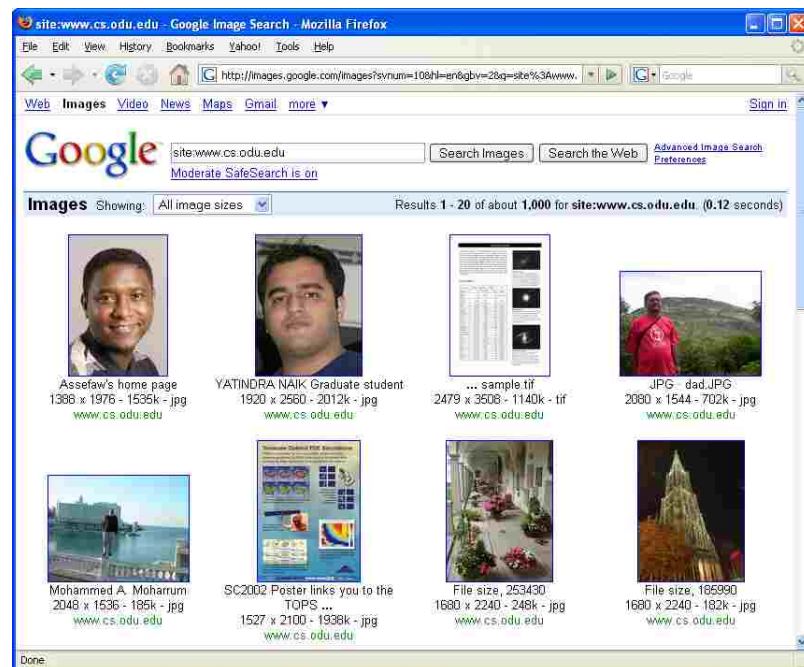 site:www.cs.odu.edu - Google Image Search - Mozilla Firefox
File Edit View History Bookmarks Yahoo! Tools Help
http://images.google.com/images?svnum=10&hl=en&gbv=2&q=site%3Awww.
Google
Web Images Video News Maps Gmail more ▼ Sign in
Google site:www.cs.odu.edu Search Images Search the Web Advanced Image Search
Preferences
Moderate SafeSearch is on
Images Showing: All image sizes Results 1 - 20 of about 1,000 for site:www.cs.odu.edu. (0.12 seconds)
Assefaw's home page
1388 x 1976 - 1535k - jpg
www.cs.odu.edu
YATINDRA NAIK Graduate student
1920 x 2560 - 2012k - jpg
www.cs.odu.edu
... sample.tif
2479 x 3508 - 1140k - tif
www.cs.odu.edu
JPG - dad.JPG
2080 x 1544 - 702k - jpg
www.cs.odu.edu
Mohammed A. Moharrum
2048 x 1536 - 185k - jpg
www.cs.odu.edu
SC2002 Poster links you to the
TOPS ...
1527 x 2100 - 1938k - jpg
www.cs.odu.edu
File size, 253430
1680 x 2240 - 248k - jpg
www.cs.odu.edu
File size, 185990
1680 x 2240 - 182k - jpg
www.cs.odu.edu
Done